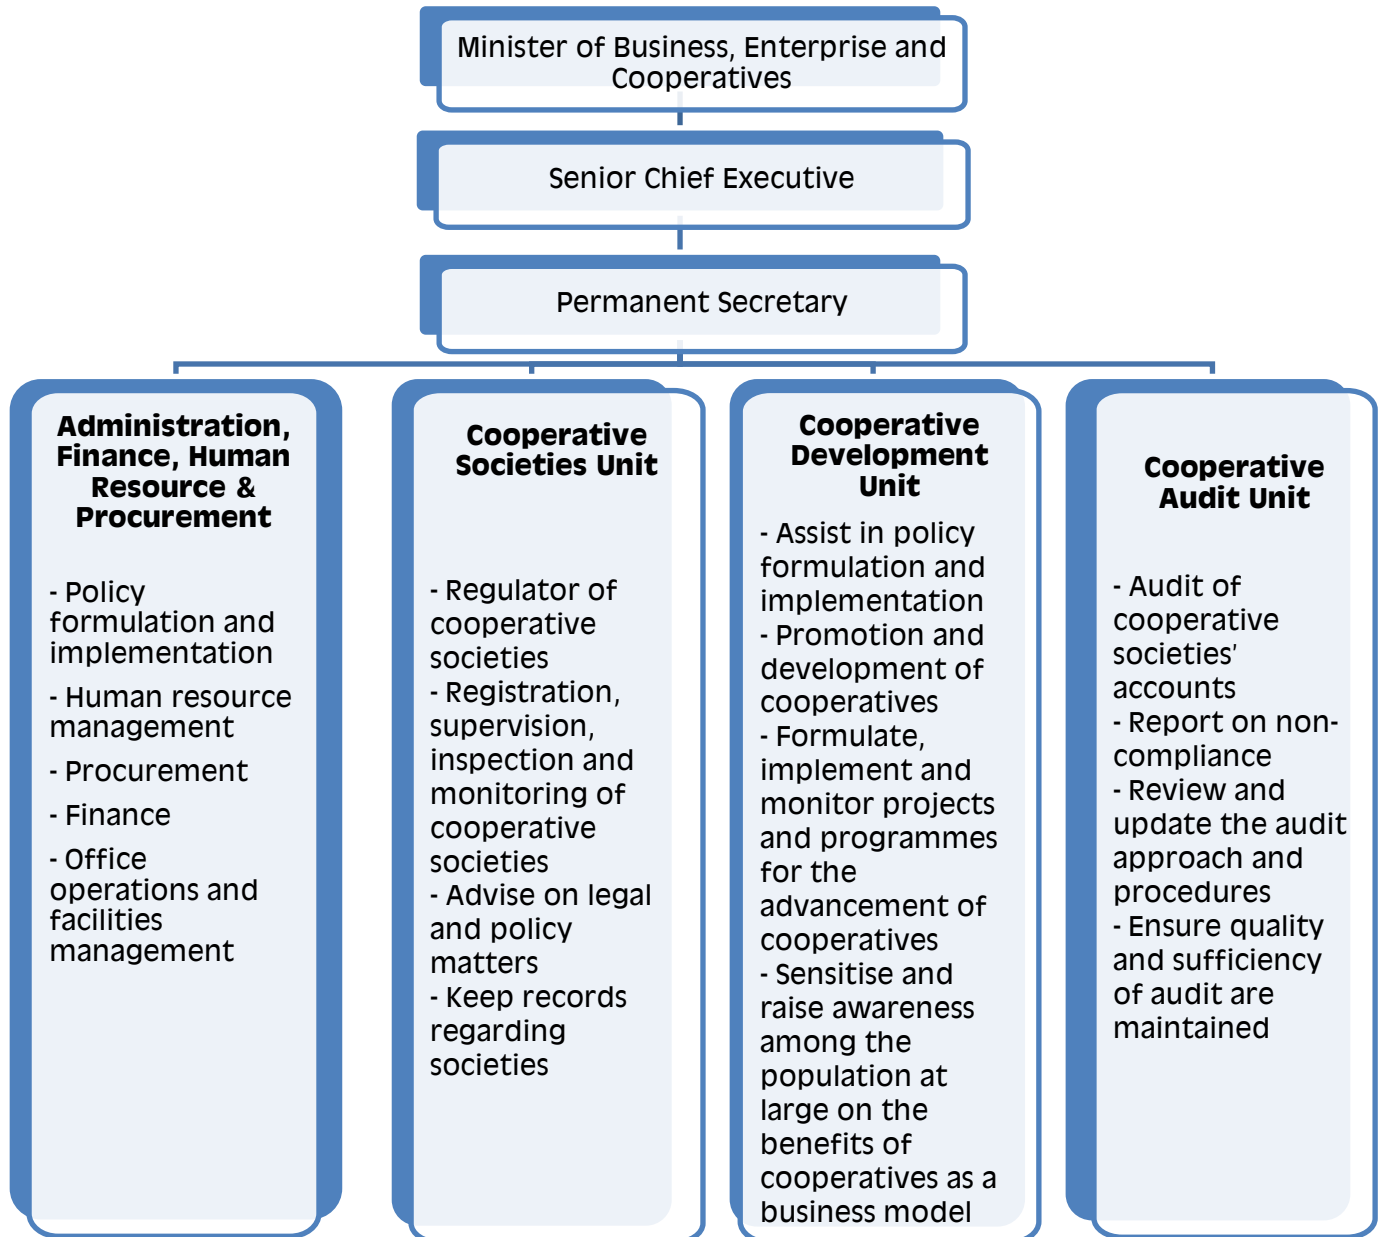 Minister of Business, Enterprise and
Cooperatives
Senior Chief Executive
Permanent Secretary
Administration,
Finance, Human
Resource &
Procurement
- Policy
formulation and
implementation
- Human resource
management
- Procurement
- Finance
- Office
operations and
facilities
management
Cooperative
Societies Unit
- Regulator of
cooperative
societies
- Registration,
supervision,
inspection and
monitoring of
cooperative
societies
- Advise on legal
and policy
matters
- Keep records
regarding
societies
Cooperative
Development
Unit
- Assist in policy
formulation and
implementation
- Promotion and
development of
cooperatives
- Formulate,
implement and
monitor projects
and programmes
for the
advancement of
cooperatives
- Sensitise and
raise awareness
among the
population at
large on the
benefits of
cooperatives as a
business model
Cooperative
Audit Unit
- Audit of
cooperative
societies’
accounts
- Report on non-
compliance
- Review and
update the audit
approach and
procedures
- Ensure quality
and sufficiency
of audit are
maintained